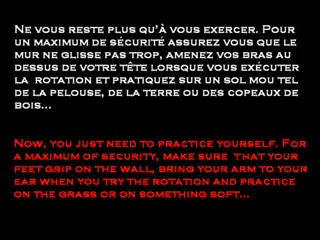 Ne vous reste plus qu'à vous exercer. Pour
un maximum de sécurité assurez vous que le
mur ne glisse pas trop, amenez vos bras au
dessus de votre tête lorsque vous exécuter
la rotation et pratiquez sur un sol mou tel
de la pelouse, de la terre ou des copeaux de
bois...
Now, you just need to practice yourself. For
a maximum of security, make sure that your
feet grip on the wall, bring your arm to your
ear when you try the rotation and practice
on the grass or on something soft...